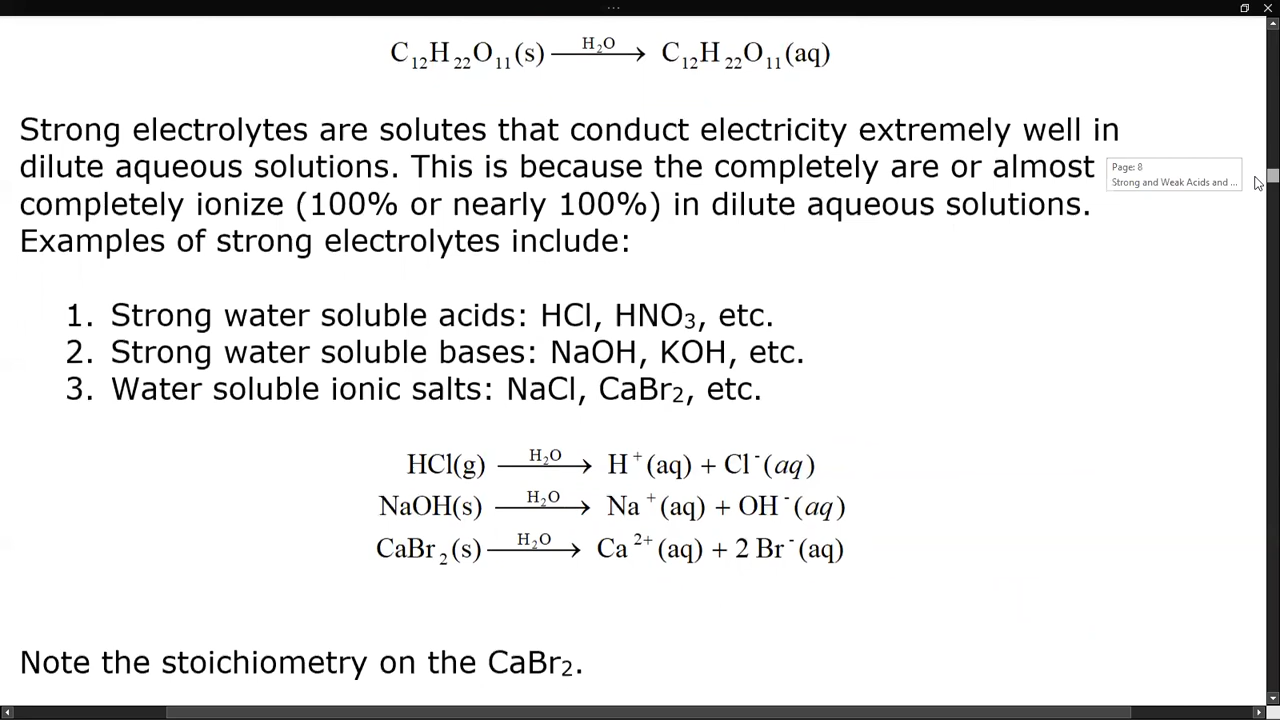 C₁₂H₂₂O₁₁(s) —H₂O→ C₁₂H₂₂O₁₁(aq)
Strong electrolytes are solutes that conduct electricity extremely well in
dilute aqueous solutions. This is because the completely are or almost
completely ionize (100% or nearly 100%) in dilute aqueous solutions.
Examples of strong electrolytes include:
1. Strong water soluble acids: HCl, HNO₃, etc.
2. Strong water soluble bases: NaOH, KOH, etc.
3. Water soluble ionic salts: NaCl, CaBr₂, etc.
HCl(g) —H₂O→ H⁺(aq) + Cl⁻(aq)
NaOH(s) —H₂O→ Na⁺(aq) + OH⁻(aq)
CaBr₂(s) —H₂O→ Ca²⁺(aq) + 2 Br⁻(aq)
Note the stoichiometry on the CaBr₂.
Page: 8
Strong and Weak Acids and ...